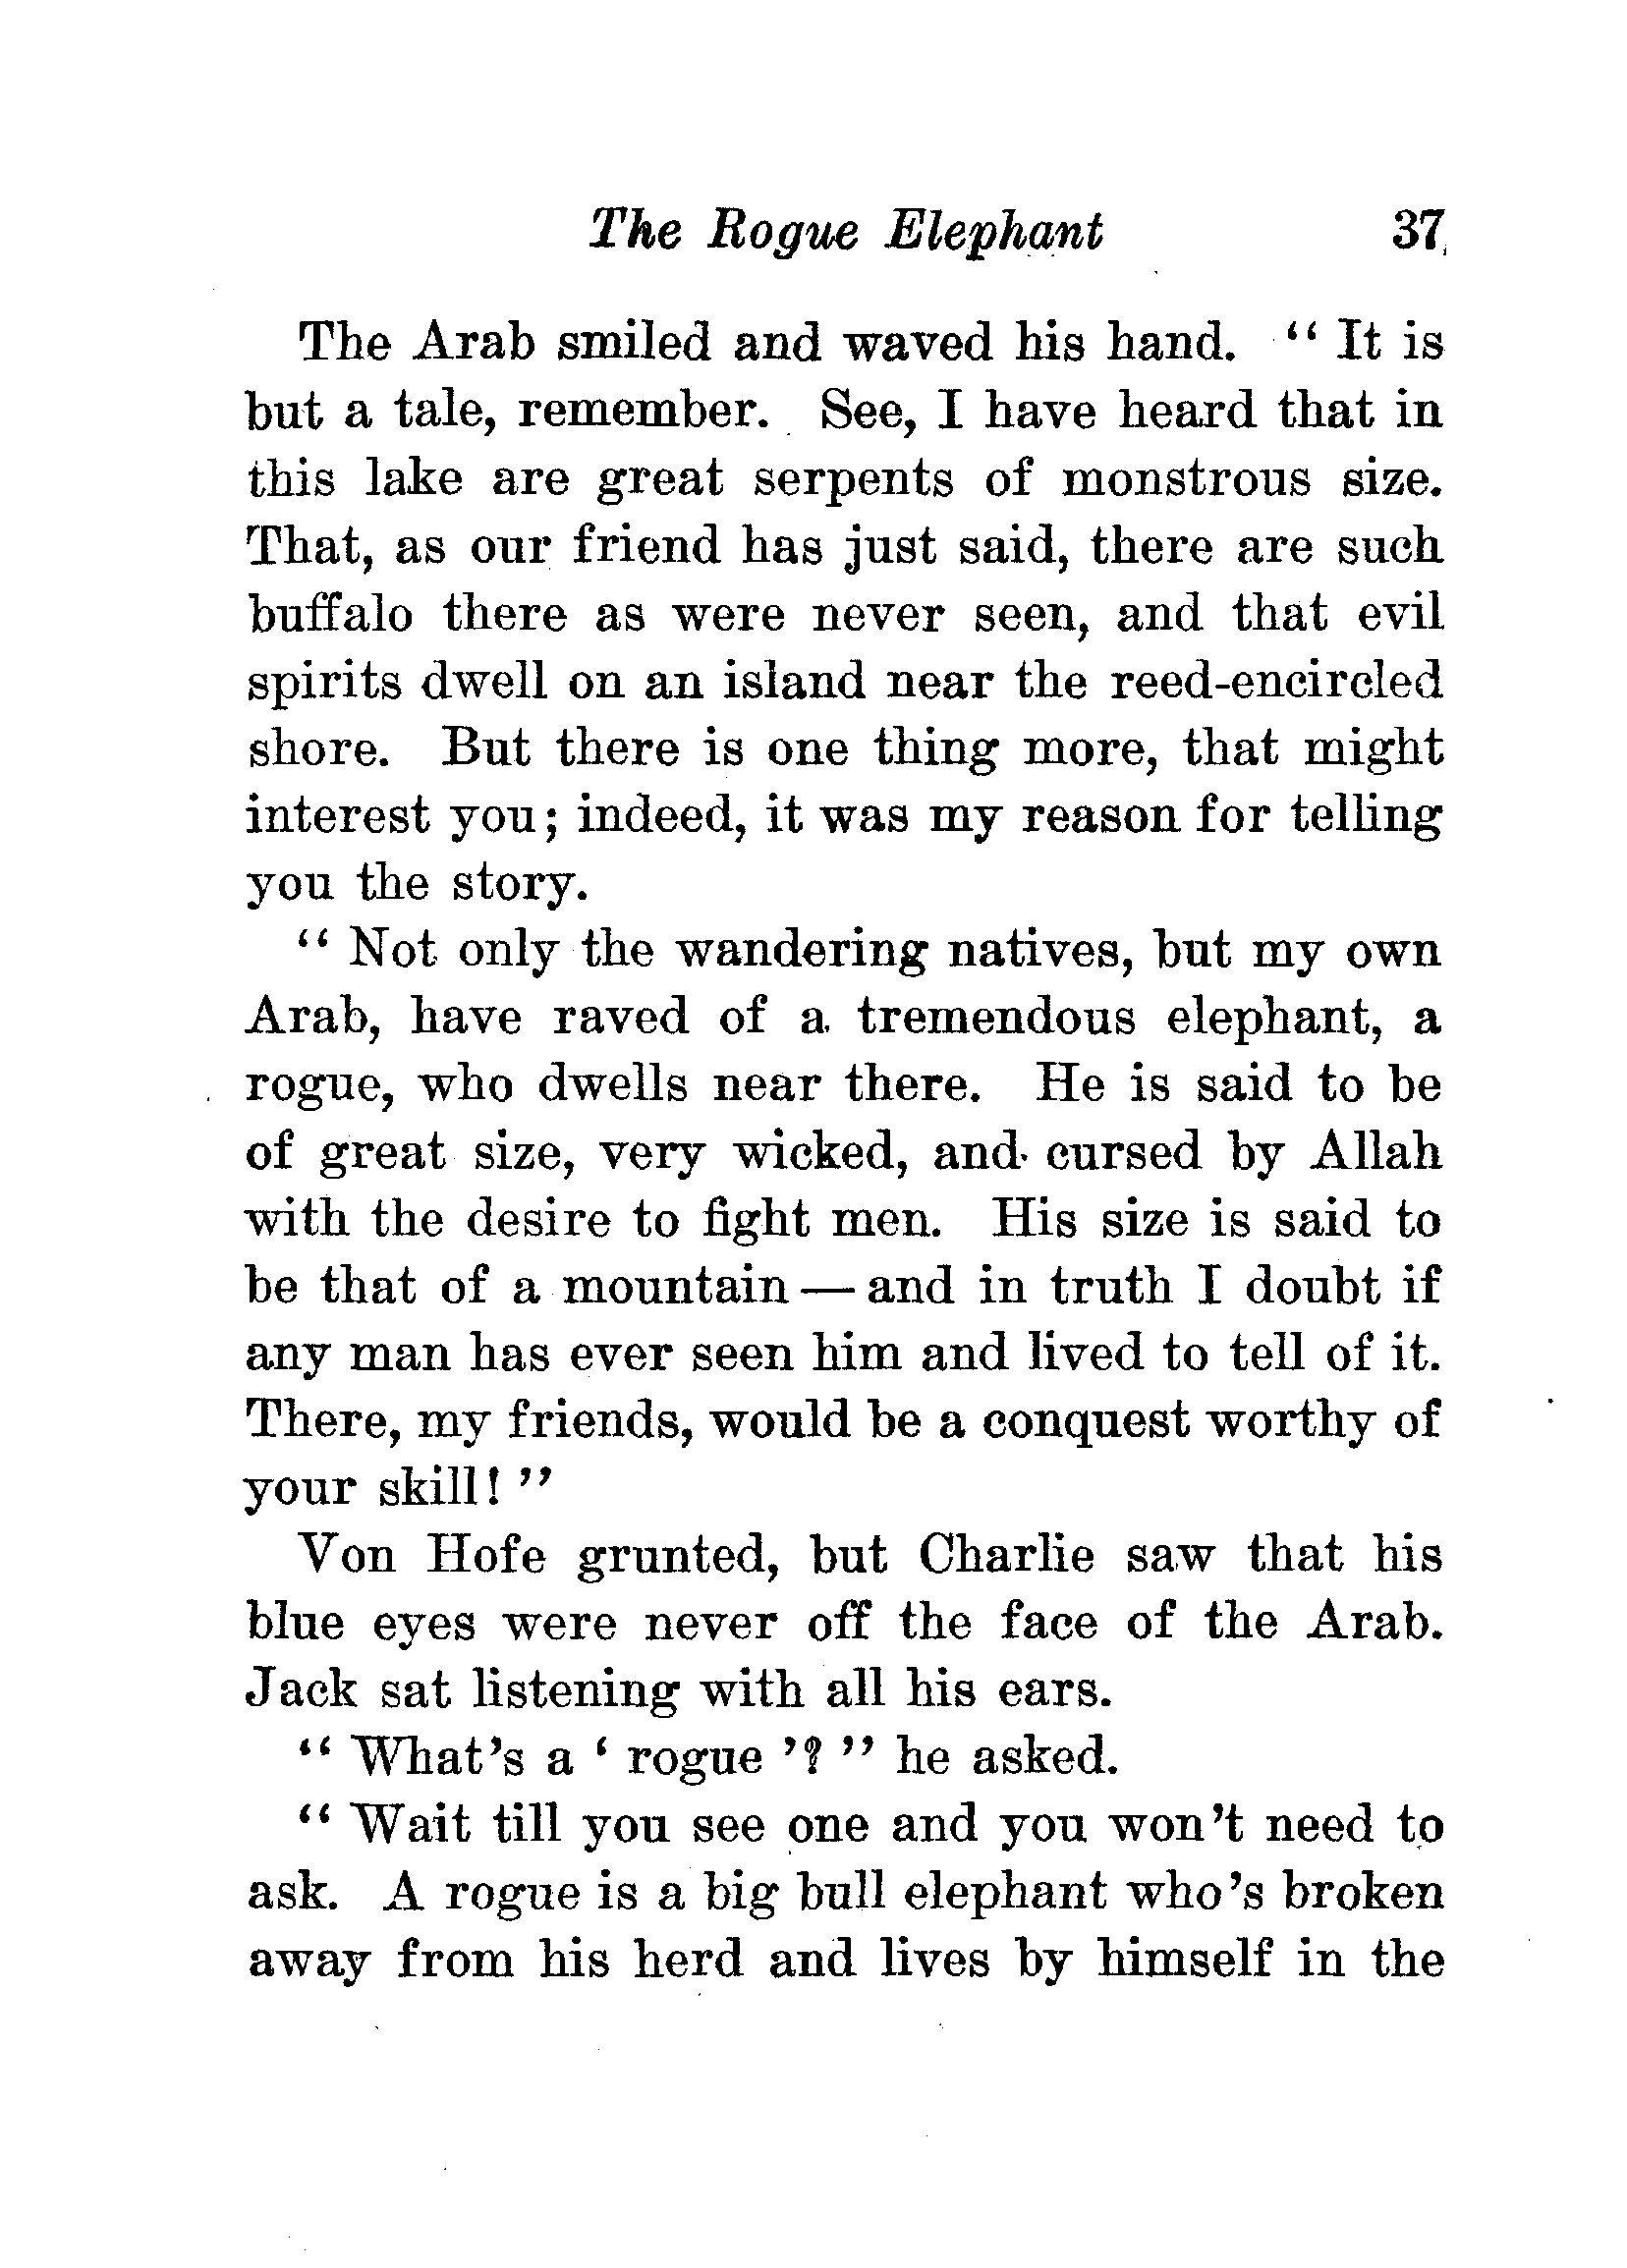 The Rogue Elephant 37
The Arab smiled and waved his hand. "It is
but a tale, remember. See, I have heard that in
this lake are great serpents of monstrous size.
That, as our friend has just said, there are such
buffalo there as were never seen, and that evil
spirits dwell on an island near the reed-encircled
shore. But there is one thing more, that might
interest you; indeed, it was my reason for telling
you the story.
"Not only the wandering natives, but my own
Arab, have raved of a tremendous elephant, a
rogue, who dwells near there. He is said to be
of great size, very wicked, and cursed by Allah
with the desire to fight men. His size is said to
be that of a mountain — and in truth I doubt if
any man has ever seen him and lived to tell of it.
There, my friends, would be a conquest worthy of
your skill!"
Von Hofe grunted, but Charlie saw that his
blue eyes were never off the face of the Arab.
Jack sat listening with all his ears.
"What's a 'rogue'?" he asked.
"Wait till you see one and you won't need to
ask. A rogue is a big bull elephant who's broken
away from his herd and lives by himself in the